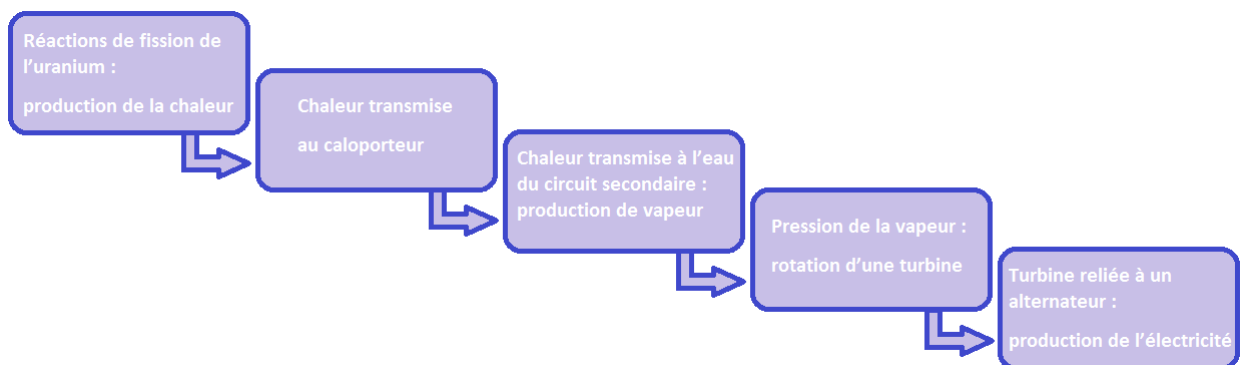 Réactions de fission de
l’uranium :
production de la chaleur
Chaleur transmise
au caloporteur
Chaleur transmise à l’eau
du circuit secondaire :
production de vapeur
Pression de la vapeur :
rotation d’une turbine
Turbine reliée à un
alternateur :
production de l’électricité